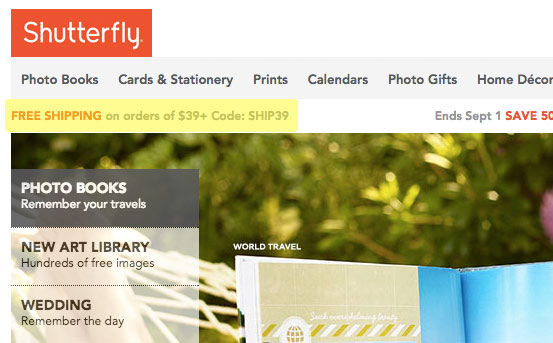 Shutterfly.
Photo Books Cards & Stationery Prints Calendars Photo Gifts Home Décor
FREE SHIPPING on orders of $39+ Code: SHIP39 Ends Sept 1 SAVE 50
PHOTO BOOKS
Remember your travels
NEW ART LIBRARY
Hundreds of free images
WORLD TRAVEL
WEDDING
Remember the day
Such overwhelming beauty